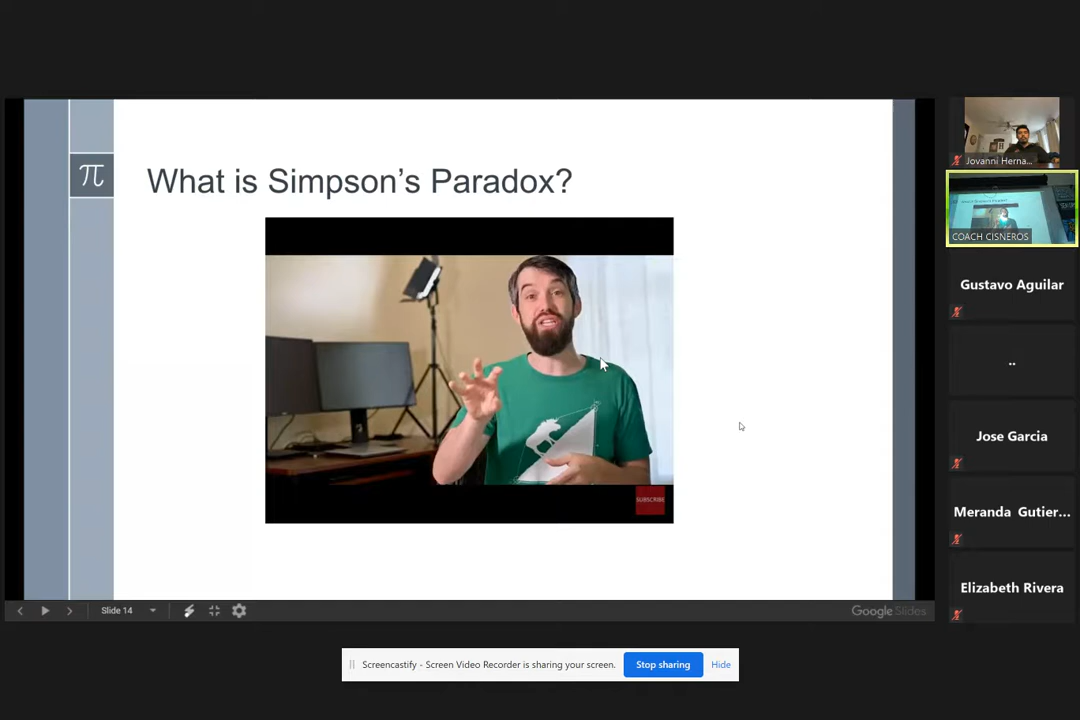 π
What is Simpson's Paradox?
SUBSCRIBE
Slide 14
Google Slides
Screencastify - Screen Video Recorder is sharing your screen.
Stop sharing
Hide
Jovanni Herna...
COACH CISNEROS
Gustavo Aguilar
..
Jose Garcia
Meranda Gutier...
Elizabeth Rivera